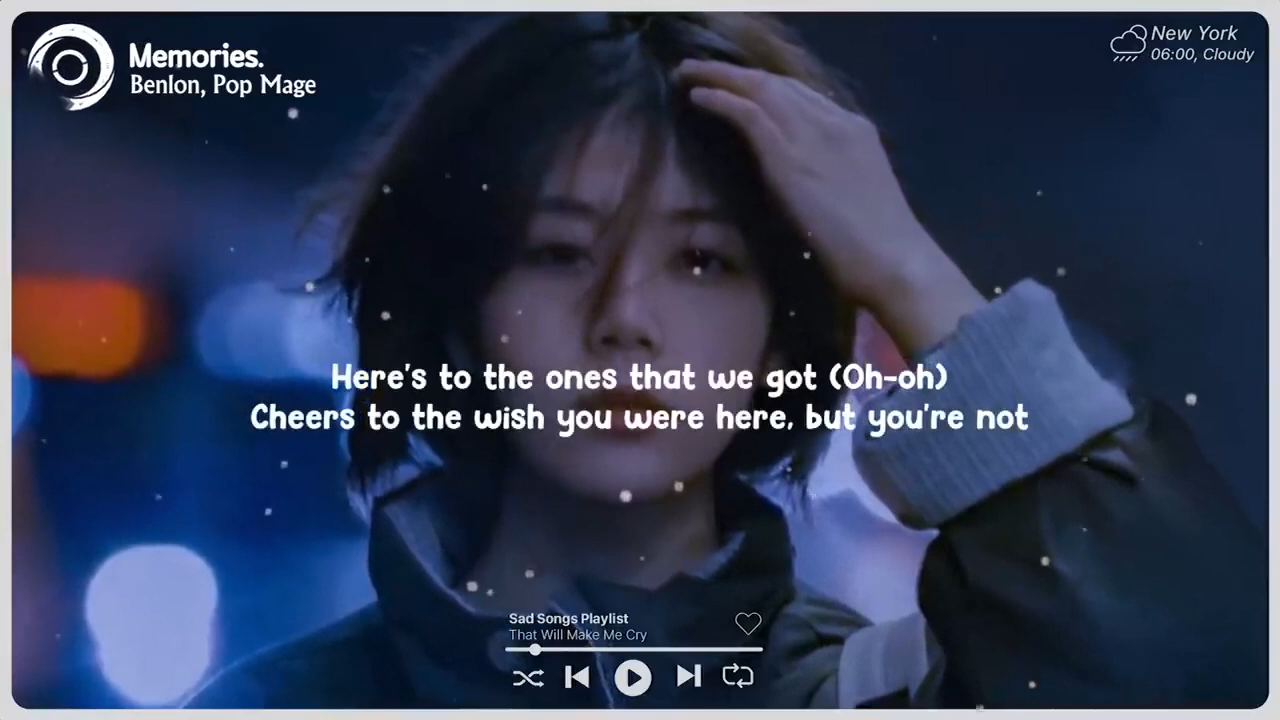 Memories.
Benlon, Pop Mage
New York
06:00, Cloudy
Here's to the ones that we got (Oh-oh)
Cheers to the wish you were here, but you're not
Sad Songs Playlist
That Will Make Me Cry